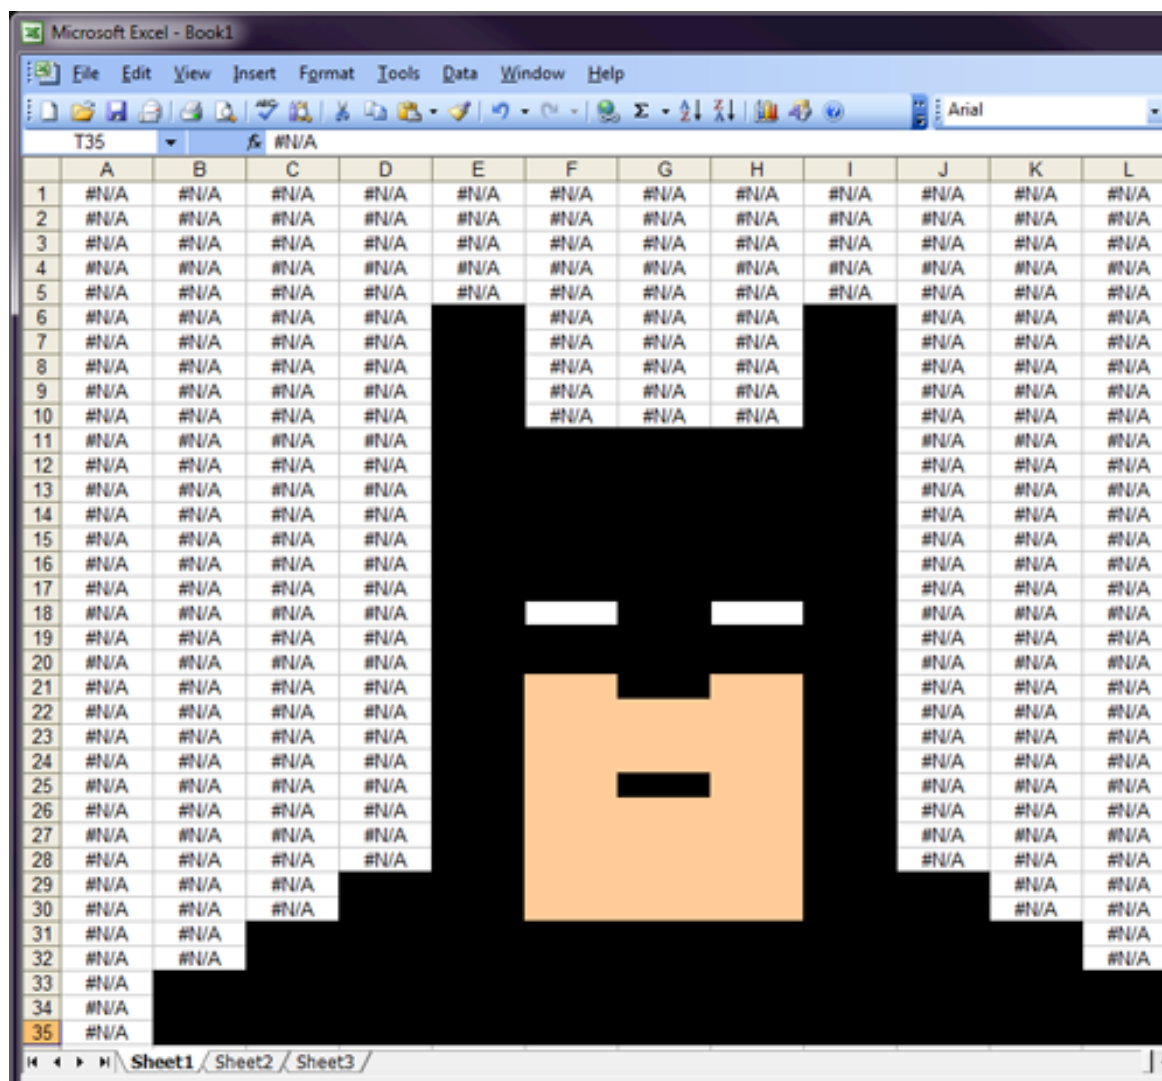 Microsoft Excel - Book1
File Edit View Insert Format Tools Data Window Help
Σ Arial
T35 fx #N/A
A B C D E F G H I J K L
1 #N/A #N/A #N/A #N/A #N/A #N/A #N/A #N/A #N/A #N/A #N/A #N/A
2 #N/A #N/A #N/A #N/A #N/A #N/A #N/A #N/A #N/A #N/A #N/A #N/A
3 #N/A #N/A #N/A #N/A #N/A #N/A #N/A #N/A #N/A #N/A #N/A #N/A
4 #N/A #N/A #N/A #N/A #N/A #N/A #N/A #N/A #N/A #N/A #N/A #N/A
5 #N/A #N/A #N/A #N/A #N/A #N/A #N/A #N/A #N/A #N/A #N/A #N/A
6 #N/A #N/A #N/A #N/A #N/A #N/A #N/A #N/A #N/A #N/A
7 #N/A #N/A #N/A #N/A #N/A #N/A #N/A #N/A #N/A #N/A
8 #N/A #N/A #N/A #N/A #N/A #N/A #N/A #N/A #N/A #N/A
9 #N/A #N/A #N/A #N/A #N/A #N/A #N/A #N/A #N/A #N/A
10 #N/A #N/A #N/A #N/A #N/A #N/A #N/A #N/A #N/A #N/A
11 #N/A #N/A #N/A #N/A #N/A #N/A #N/A
12 #N/A #N/A #N/A #N/A #N/A #N/A #N/A
13 #N/A #N/A #N/A #N/A #N/A #N/A #N/A
14 #N/A #N/A #N/A #N/A #N/A #N/A #N/A
15 #N/A #N/A #N/A #N/A #N/A #N/A #N/A
16 #N/A #N/A #N/A #N/A #N/A #N/A #N/A
17 #N/A #N/A #N/A #N/A #N/A #N/A #N/A
18 #N/A #N/A #N/A #N/A #N/A #N/A #N/A
19 #N/A #N/A #N/A #N/A #N/A #N/A #N/A
20 #N/A #N/A #N/A #N/A #N/A #N/A #N/A
21 #N/A #N/A #N/A #N/A #N/A #N/A #N/A
22 #N/A #N/A #N/A #N/A #N/A #N/A #N/A
23 #N/A #N/A #N/A #N/A #N/A #N/A #N/A
24 #N/A #N/A #N/A #N/A #N/A #N/A #N/A
25 #N/A #N/A #N/A #N/A #N/A #N/A #N/A
26 #N/A #N/A #N/A #N/A #N/A #N/A #N/A
27 #N/A #N/A #N/A #N/A #N/A #N/A #N/A
28 #N/A #N/A #N/A #N/A #N/A #N/A #N/A
29 #N/A #N/A #N/A #N/A #N/A
30 #N/A #N/A #N/A #N/A #N/A
31 #N/A #N/A #N/A
32 #N/A #N/A #N/A
33 #N/A
34 #N/A
35 #N/A
Sheet1 Sheet2 Sheet3